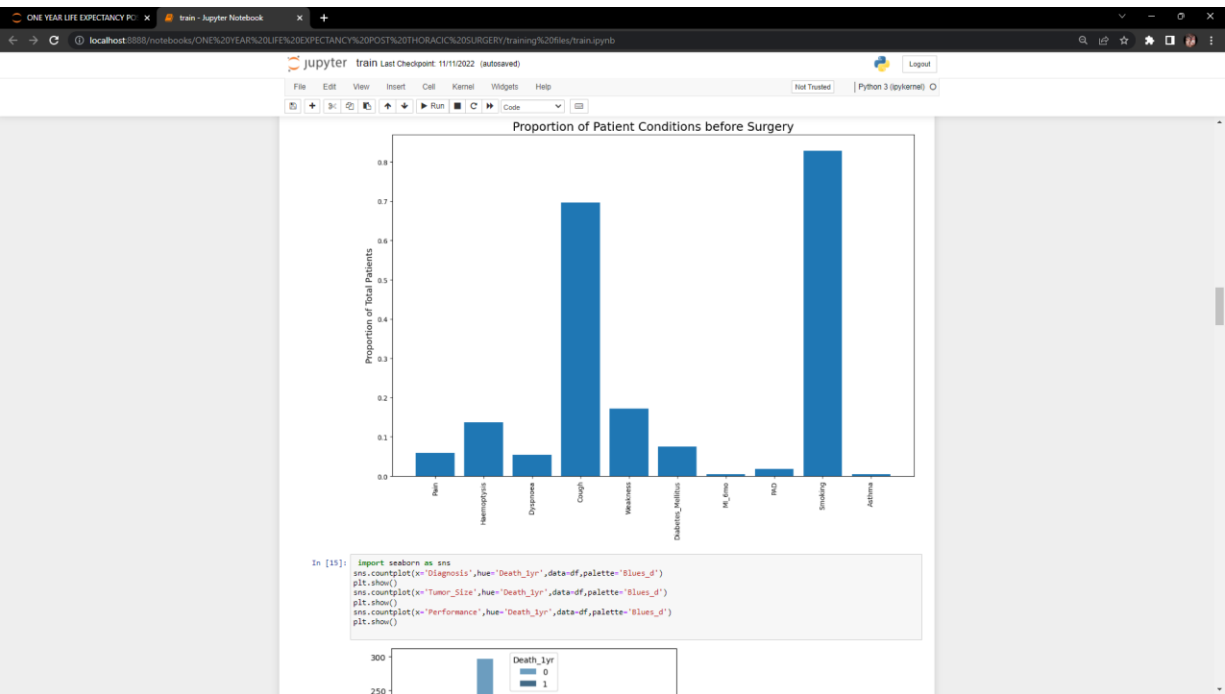 ONE YEAR LIFE EXPECTANCY PO
train - Jupyter Notebook
localhost:8888/notebooks/ONE%20YEAR%20LIFE%20EXPECTANCY%20POST%20THORACIC%20SURGERY/training%20files/train.ipynb
jupyter train Last Checkpoint: 11/11/2022 (autosaved)
Logout
File Edit View Insert Cell Kernel Widgets Help
Not Trusted
Python 3 (ipykernel)
Run
Code
Proportion of Patient Conditions before Surgery
Proportion of Total Patients
0.8
0.7
0.6
0.5
0.4
0.3
0.2
0.1
0.0
Pain
Haemoptysis
Dyspnoea
Cough
Weakness
Diabetes_Mellitus
MI_6mo
PAD
Smoking
Asthma
In [15]: import seaborn as sns
sns.countplot(x='Diagnosis',hue='Death_1yr',data=df,palette='Blues_d')
plt.show()
sns.countplot(x='Tumor_Size',hue='Death_1yr',data=df,palette='Blues_d')
plt.show()
sns.countplot(x='Performance',hue='Death_1yr',data=df,palette='Blues_d')
plt.show()
300
250
Death_1yr
0
1